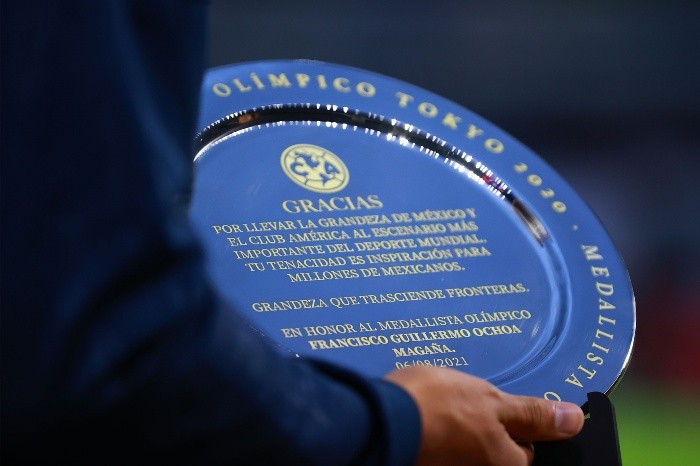 OLÍMPICO TOKYO 2020 · MEDALLISTA O
GRACIAS
POR LLEVAR LA GRANDEZA DE MÉXICO Y
EL CLUB AMÉRICA AL ESCENARIO MÁS
IMPORTANTE DEL DEPORTE MUNDIAL.
TU TENACIDAD ES INSPIRACIÓN PARA
MILLONES DE MEXICANOS.
GRANDEZA QUE TRASCIENDE FRONTERAS.
EN HONOR AL MEDALLISTA OLÍMPICO
FRANCISCO GUILLERMO OCHOA
MAGAÑA.
06/08/2021